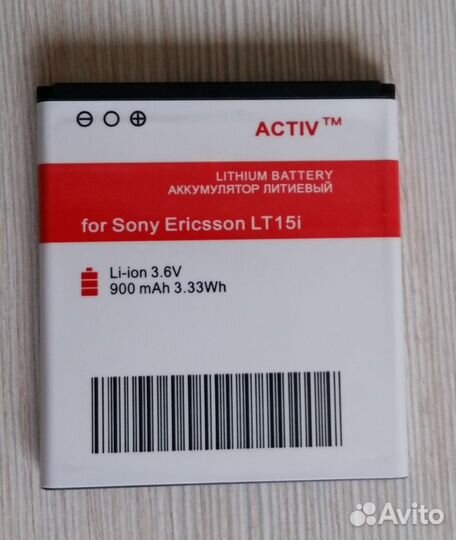 ACTIV™
LITHIUM BATTERY
АККУМУЛЯТОР ЛИТИЕВЫЙ
for Sony Ericsson LT15i
Li-ion 3.6V
900 mAh 3.33Wh
Avito